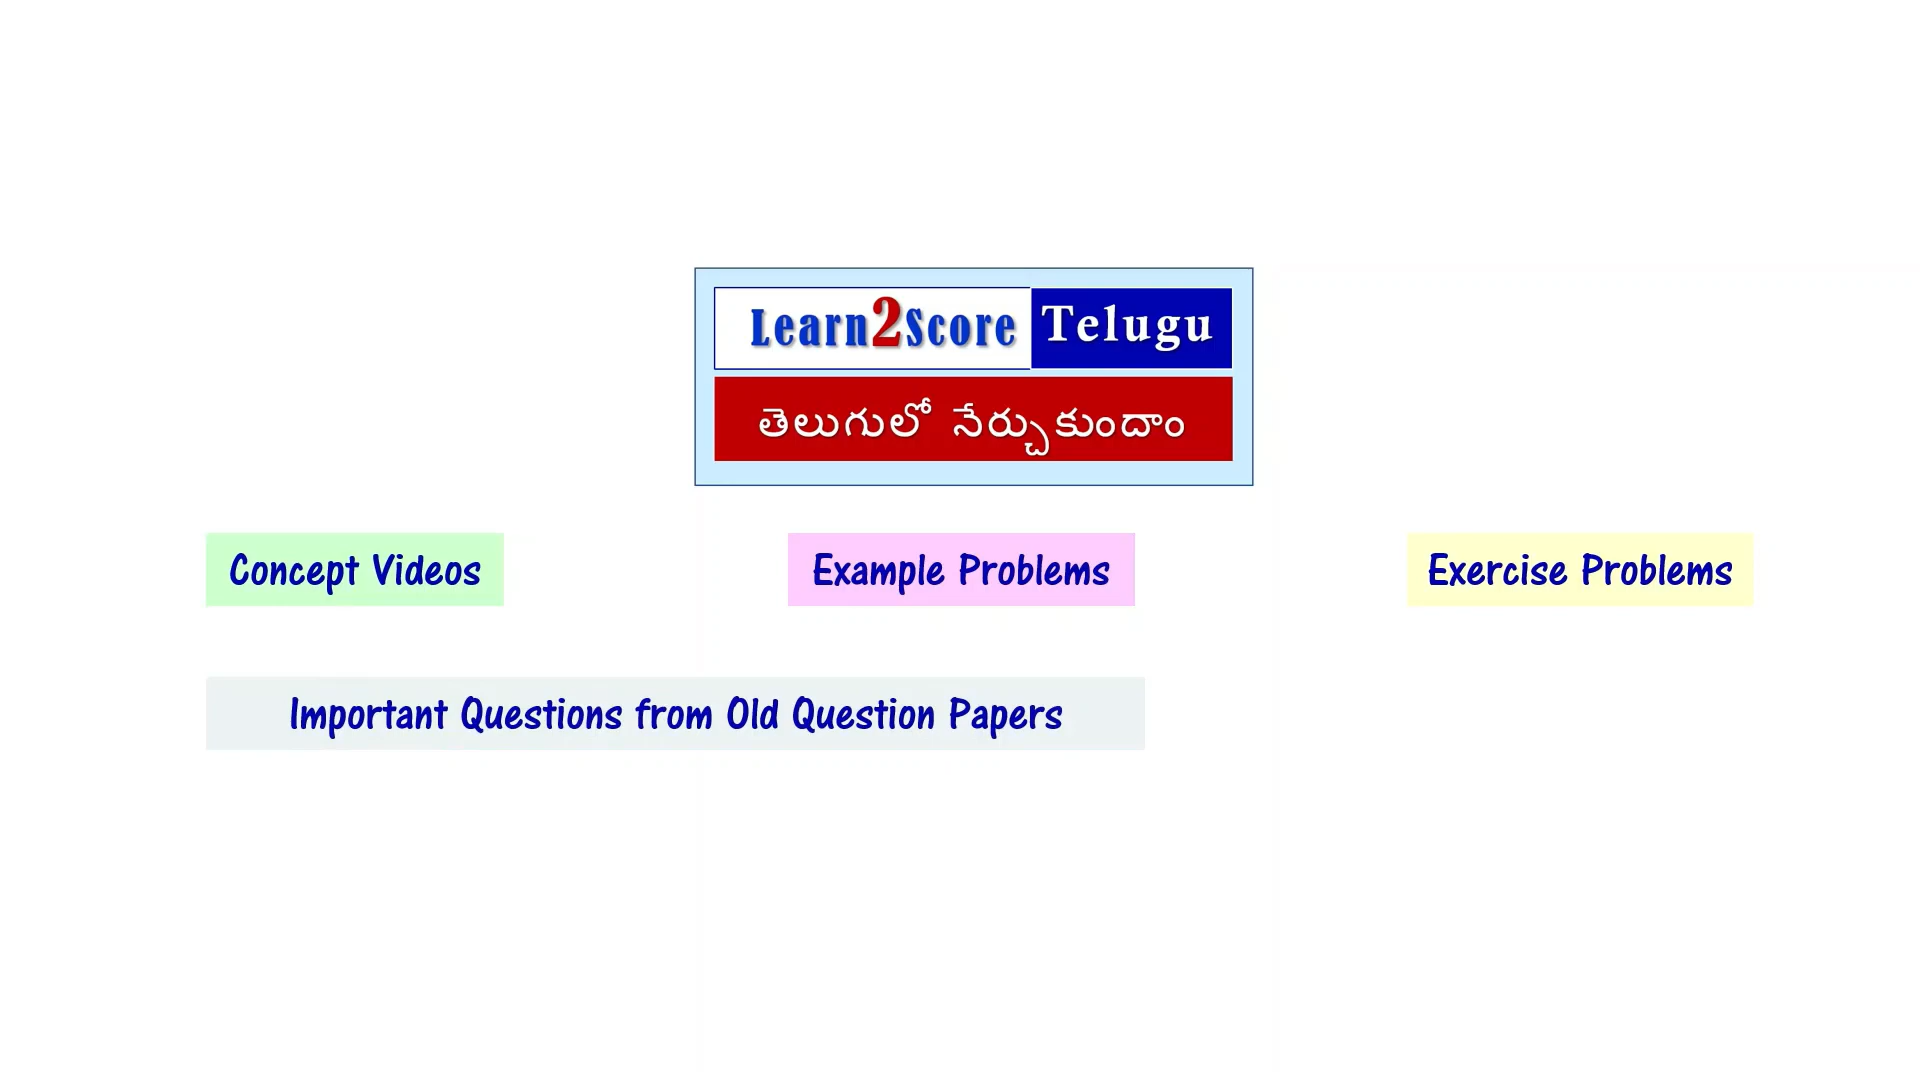 Learn2Score Telugu
తెలుగులో నేర్చుకుందాం
Concept Videos
Example Problems
Exercise Problems
Important Questions from Old Question Papers